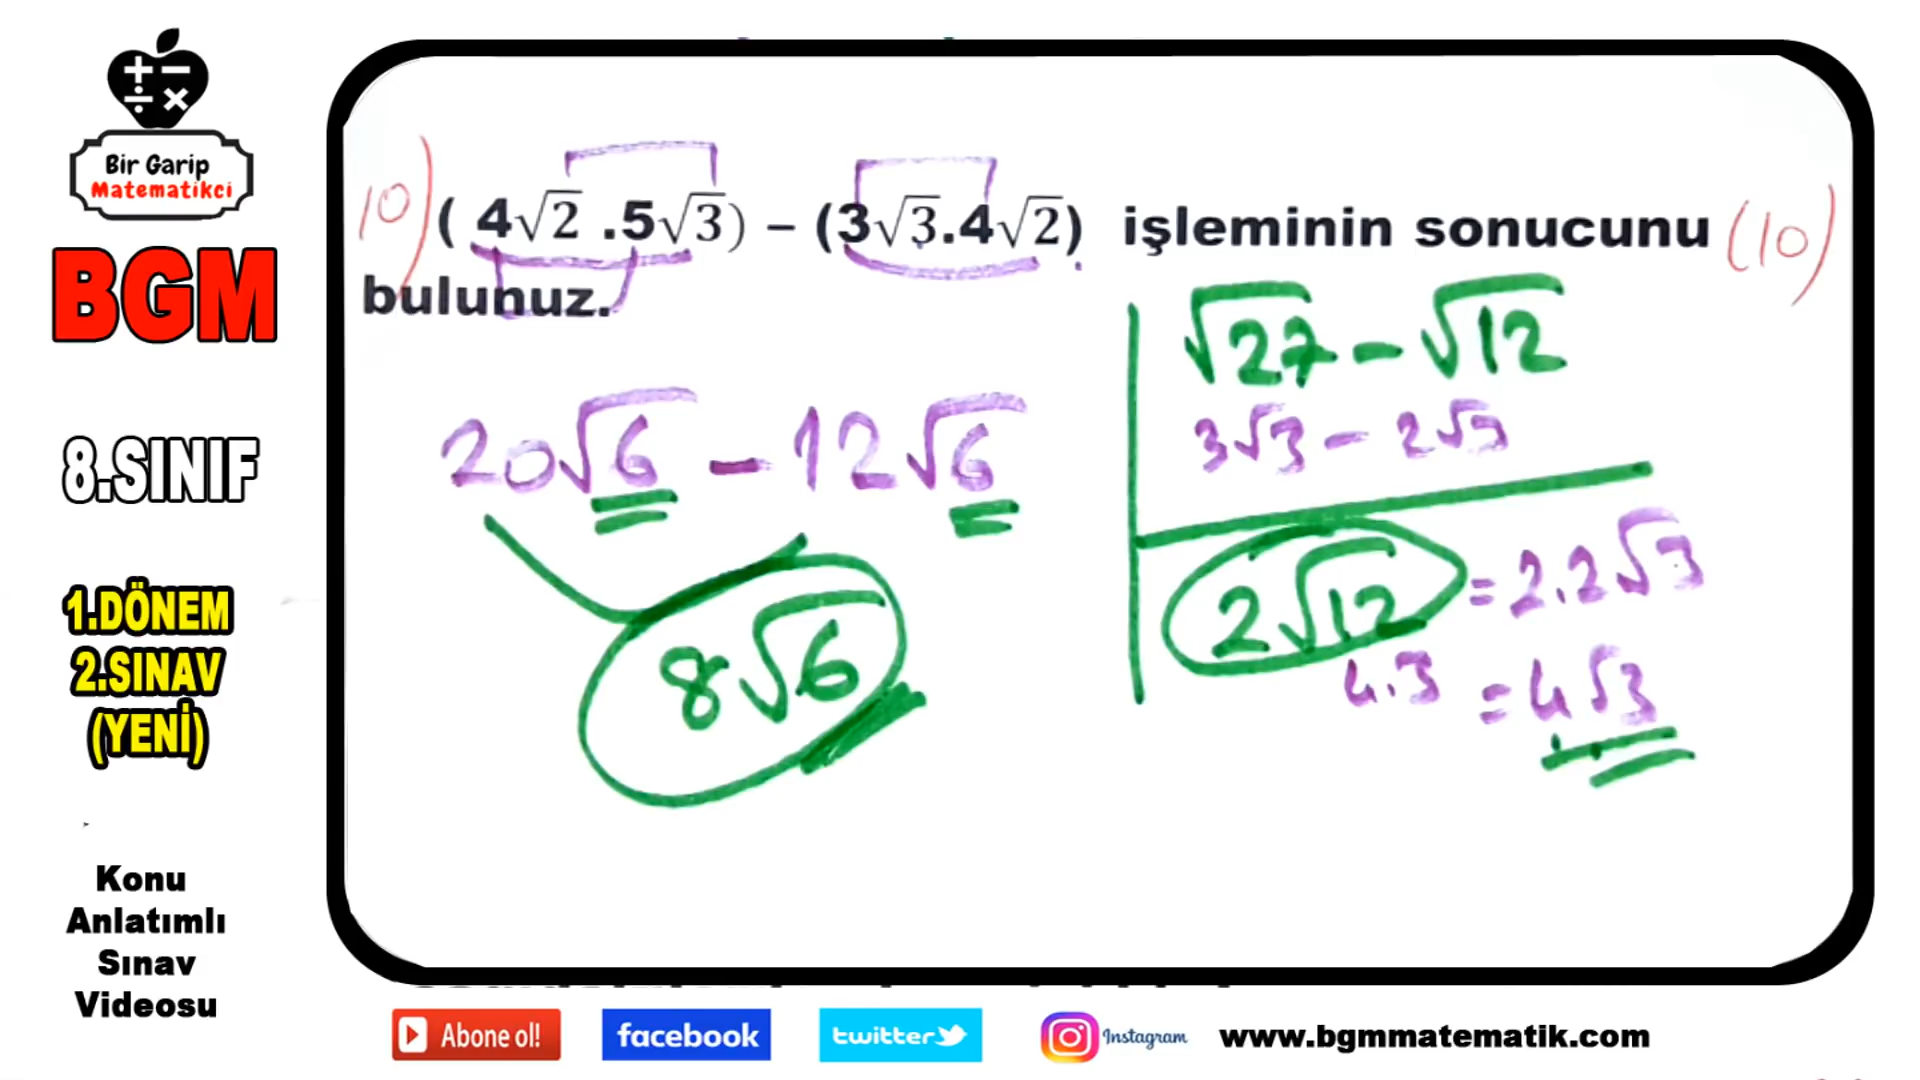 Bir Garip
Matematikci
BGM
8.SINIF
1.DÖNEM
2.SINAV
(YENİ)
Konu
Anlatımlı
Sınav
Videosu
10) ( 4√2 .5√3) – (3√3.4√2) işleminin sonucunu (10)
bulunuz.
20√6 - 12√6
8√6
√27 - √12
3√3 - 2√3
2√12 = 2.2√3
4.3 = 4√3
Abone ol!
facebook
twitter
Instagram
www.bgmmatematik.com